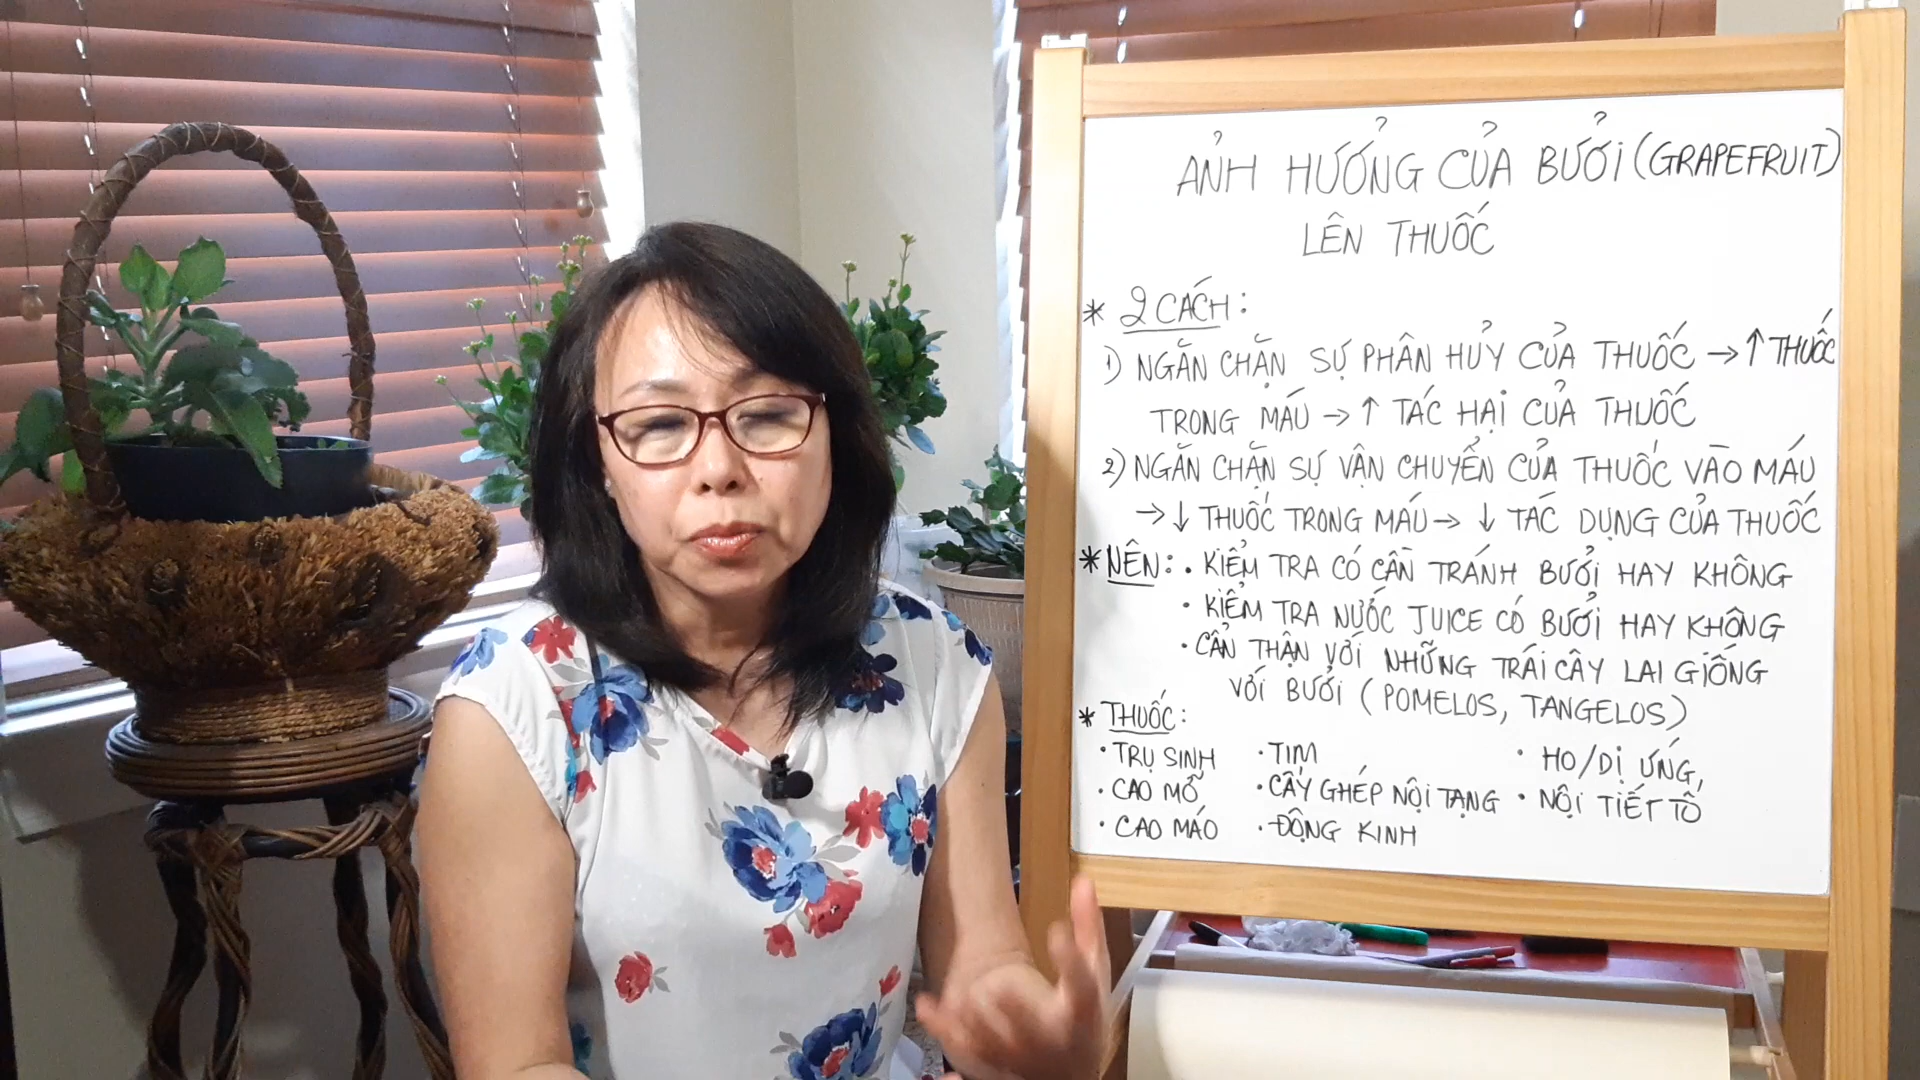 ẢNH HƯỞNG CỦA BƯỞI (GRAPEFRUIT)
LÊN THUỐC
* 2 CÁCH:
1) NGĂN CHẶN SỰ PHÂN HỦY CỦA THUỐC → ↑ THUỐC
TRONG MÁU → ↑ TÁC HẠI CỦA THUỐC
2) NGĂN CHẶN SỰ VẬN CHUYỂN CỦA THUỐC VÀO MÁU
→ ↓ THUỐC TRONG MÁU → ↓ TÁC DỤNG CỦA THUỐC
* NÊN: • KIỂM TRA CÓ CẦN TRÁNH BƯỞI HAY KHÔNG
• KIỂM TRA NƯỚC JUICE CÓ BƯỞI HAY KHÔNG
• CẨN THẬN VỚI NHỮNG TRÁI CÂY LAI GIỐNG
VỚI BƯỞI (POMELOS, TANGELOS)
* THUỐC:
• TRỤ SINH • TIM • HO/DỊ ỨNG,
• CAO MỠ • CẤY GHÉP NỘI TẠNG • NỘI TIẾT TỐ
• CAO MÁO • ĐỘNG KINH